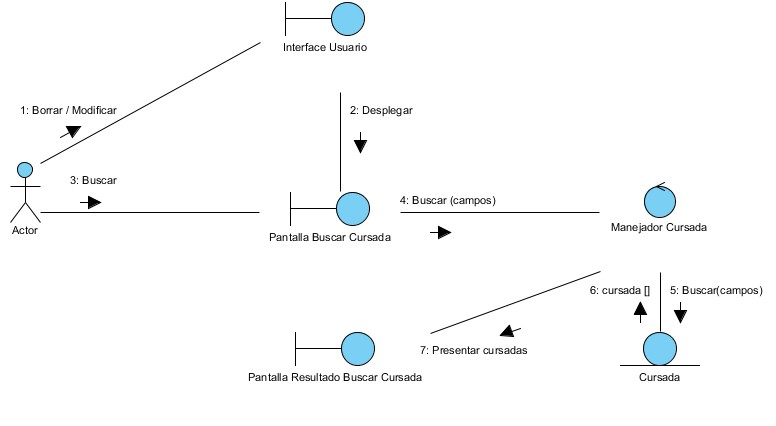 Interface Usuario
1: Borrar / Modificar
2: Desplegar
3: Buscar
4: Buscar (campos)
Actor
Pantalla Buscar Cursada
Manejador Cursada
6: cursada []
5: Buscar(campos)
7: Presentar cursadas
Pantalla Resultado Buscar Cursada
Cursada